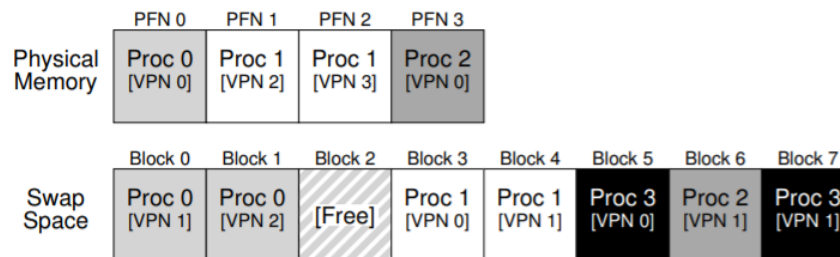 PFN 0 PFN 1 PFN 2 PFN 3
Physical Memory
Proc 0 [VPN 0]
Proc 1 [VPN 2]
Proc 1 [VPN 3]
Proc 2 [VPN 0]
Block 0 Block 1 Block 2 Block 3 Block 4 Block 5 Block 6 Block 7
Swap Space
Proc 0 [VPN 1]
Proc 0 [VPN 2]
[Free]
Proc 1 [VPN 0]
Proc 1 [VPN 1]
Proc 3 [VPN 0]
Proc 2 [VPN 1]
Proc 3 [VPN 1]